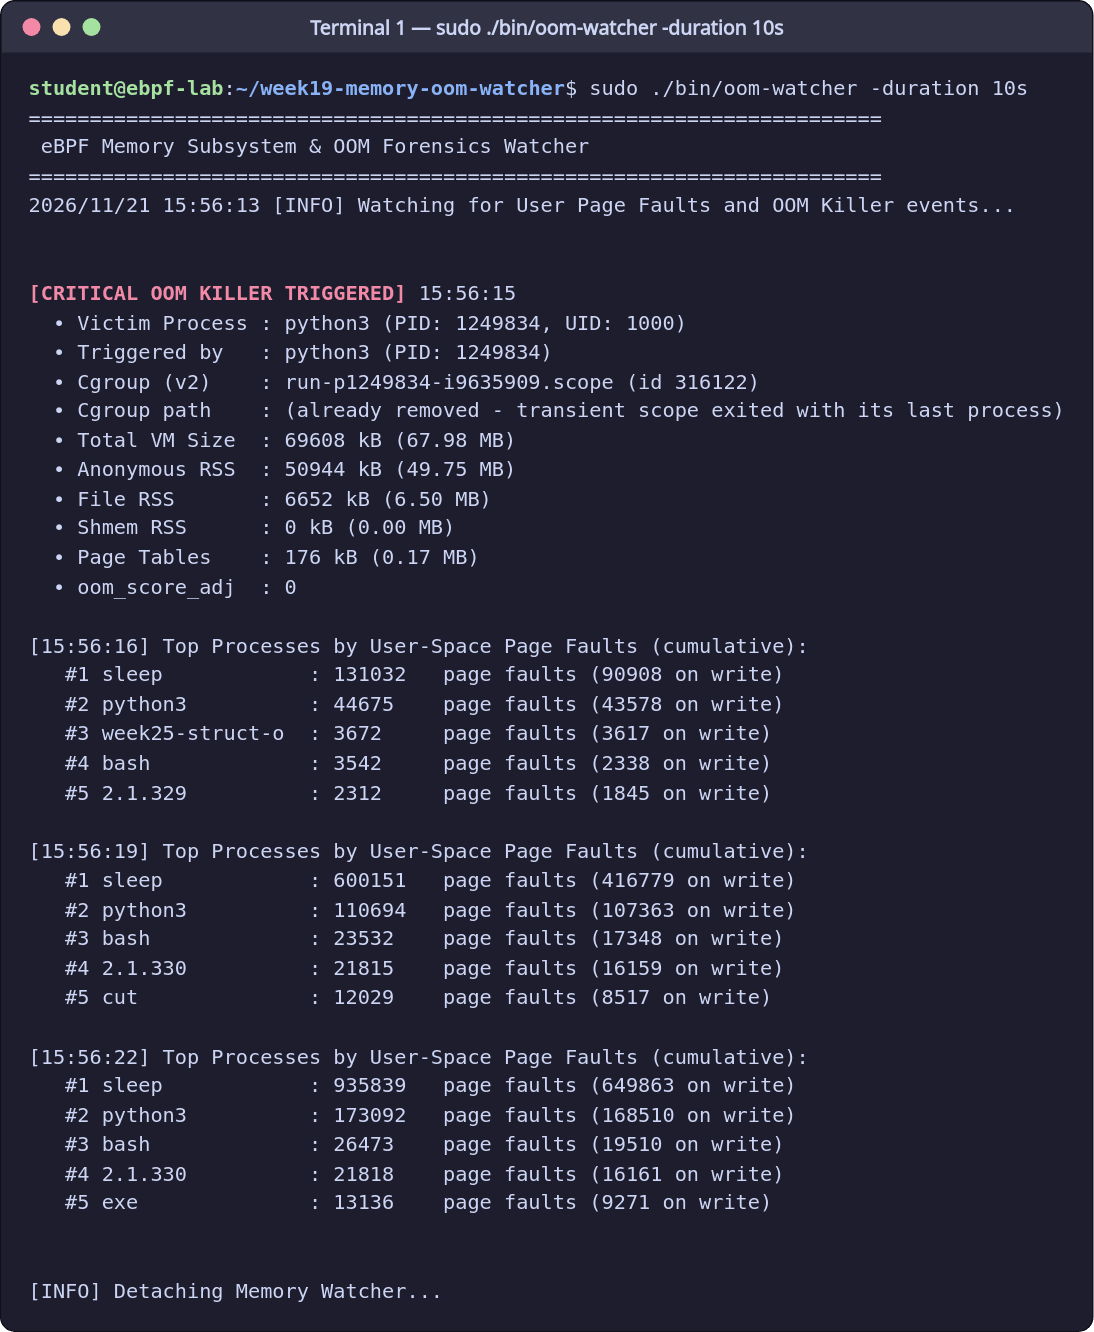 Terminal 1 — sudo ./bin/oom-watcher -duration 10s
student@ebpf-lab:~/week19-memory-oom-watcher$ sudo ./bin/oom-watcher -duration 10s
======================================================================
 eBPF Memory Subsystem & OOM Forensics Watcher
======================================================================
2026/11/21 15:56:13 [INFO] Watching for User Page Faults and OOM Killer events...
[CRITICAL OOM KILLER TRIGGERED] 15:56:15
  • Victim Process : python3 (PID: 1249834, UID: 1000)
  • Triggered by   : python3 (PID: 1249834)
  • Cgroup (v2)    : run-p1249834-i9635909.scope (id 316122)
  • Cgroup path    : (already removed - transient scope exited with its last process)
  • Total VM Size  : 69608 kB (67.98 MB)
  • Anonymous RSS  : 50944 kB (49.75 MB)
  • File RSS       : 6652 kB (6.50 MB)
  • Shmem RSS      : 0 kB (0.00 MB)
  • Page Tables    : 176 kB (0.17 MB)
  • oom_score_adj  : 0
[15:56:16] Top Processes by User-Space Page Faults (cumulative):
   #1 sleep            : 131032   page faults (90908 on write)
   #2 python3          : 44675    page faults (43578 on write)
   #3 week25-struct-o  : 3672     page faults (3617 on write)
   #4 bash             : 3542     page faults (2338 on write)
   #5 2.1.329          : 2312     page faults (1845 on write)
[15:56:19] Top Processes by User-Space Page Faults (cumulative):
   #1 sleep            : 600151   page faults (416779 on write)
   #2 python3          : 110694   page faults (107363 on write)
   #3 bash             : 23532    page faults (17348 on write)
   #4 2.1.330          : 21815    page faults (16159 on write)
   #5 cut              : 12029    page faults (8517 on write)
[15:56:22] Top Processes by User-Space Page Faults (cumulative):
   #1 sleep            : 935839   page faults (649863 on write)
   #2 python3          : 173092   page faults (168510 on write)
   #3 bash             : 26473    page faults (19510 on write)
   #4 2.1.330          : 21818    page faults (16161 on write)
   #5 exe              : 13136    page faults (9271 on write)
[INFO] Detaching Memory Watcher...